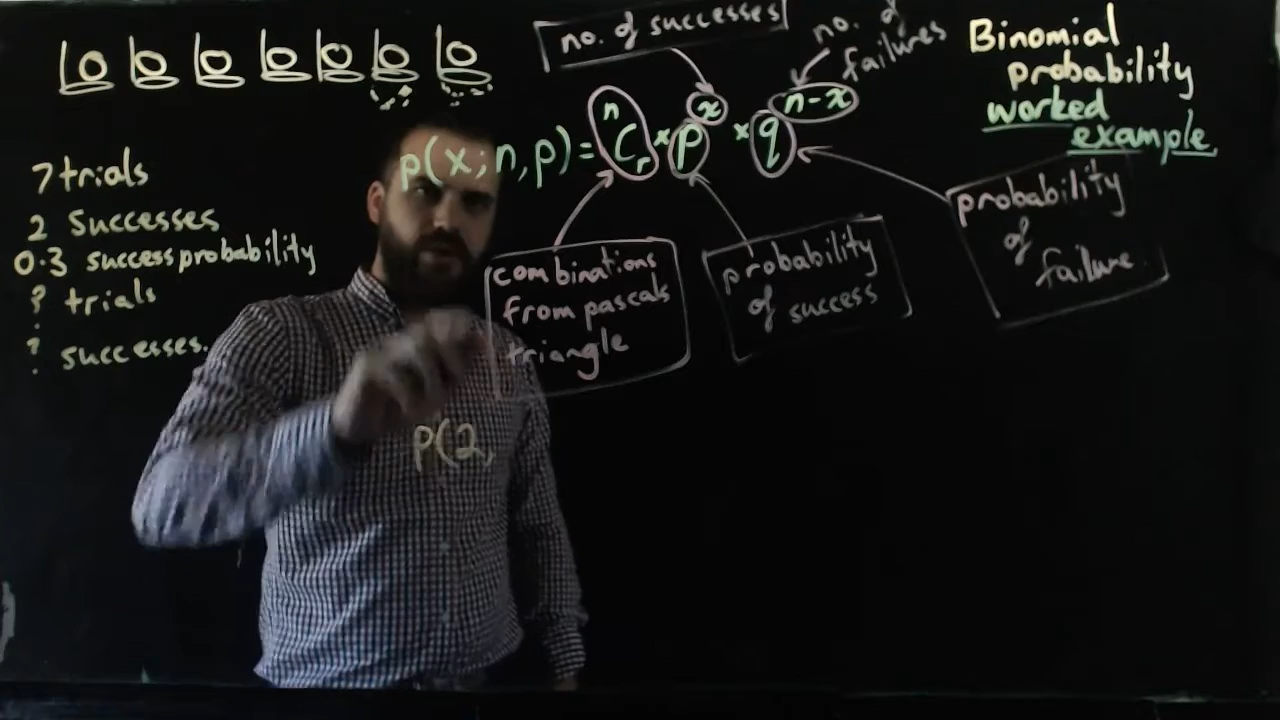 no. of successes
no. of
failures
Binomial
probability
worked
example
p(x;n,p)= nCr * p^x * q^n-x
7 trials
2 Successes
0.3 success probability
? trials
? successes.
combinations
from pascals
triangle
probability
of success
probability
of
failure
p(2,